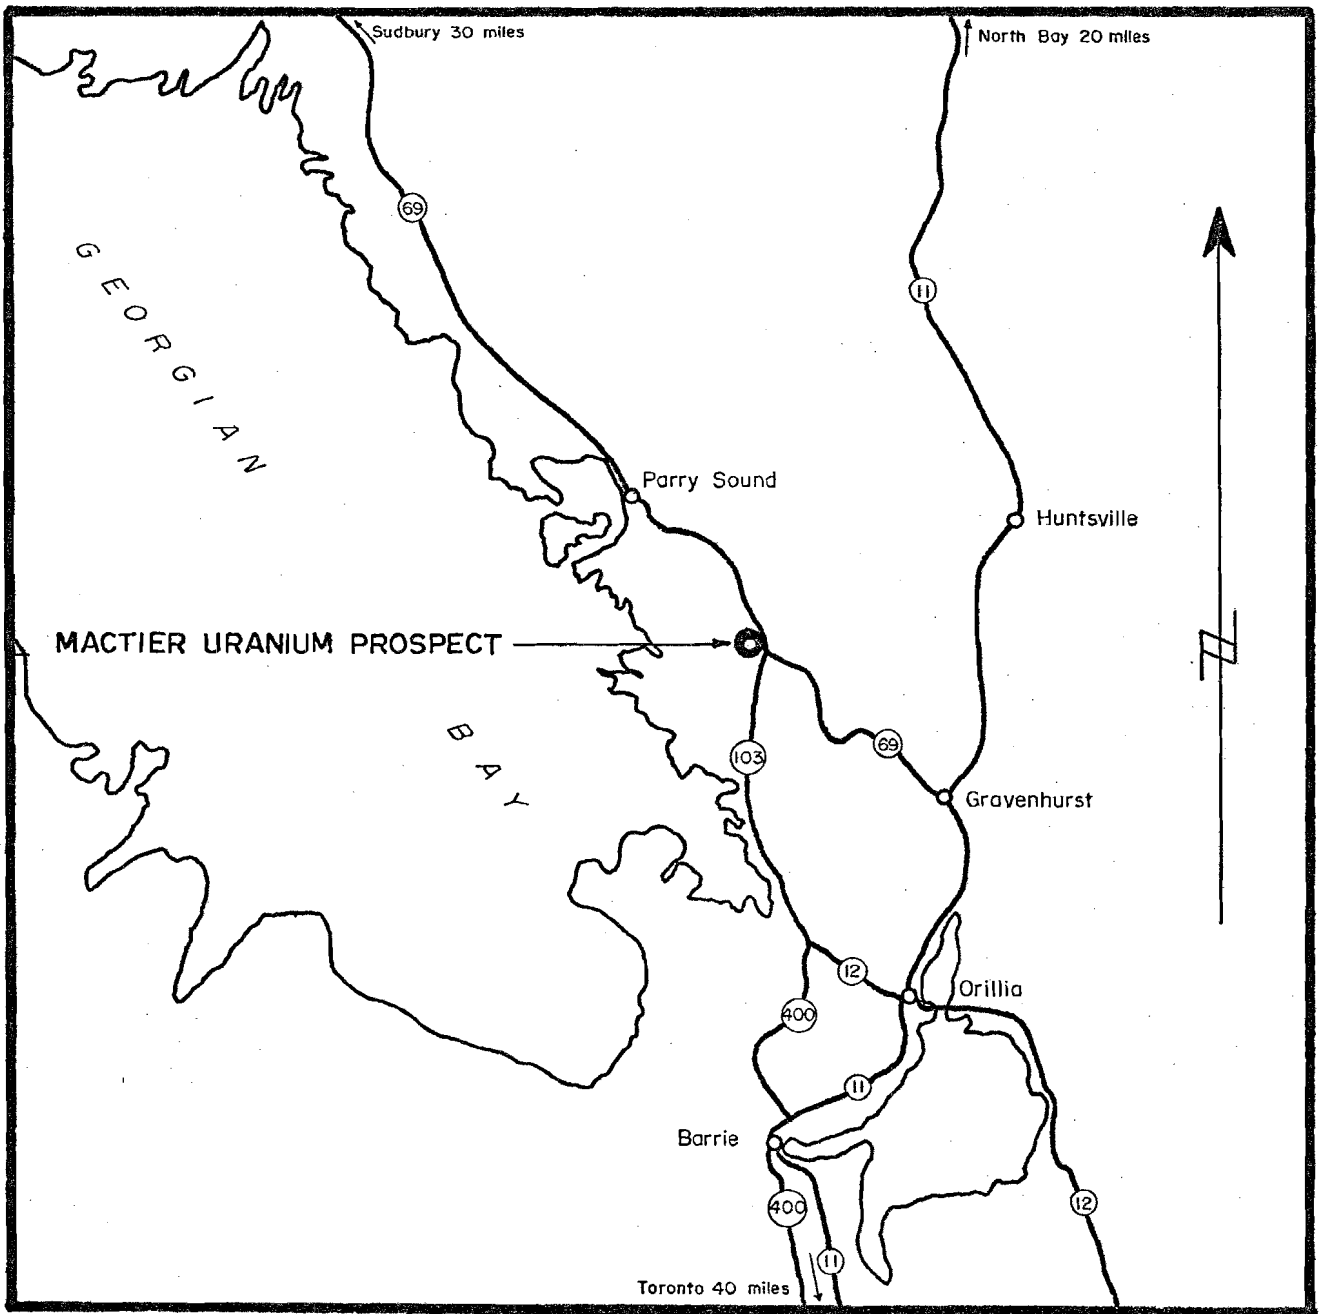 Sudbury 30 miles
North Bay 20 miles
69
GEORGIAN
11
Parry Sound
Huntsville
MACTIER URANIUM PROSPECT
N
BAY
103
69
Gravenhurst
12
Orillia
400
11
Barrie
400
12
11
Toronto 40 miles